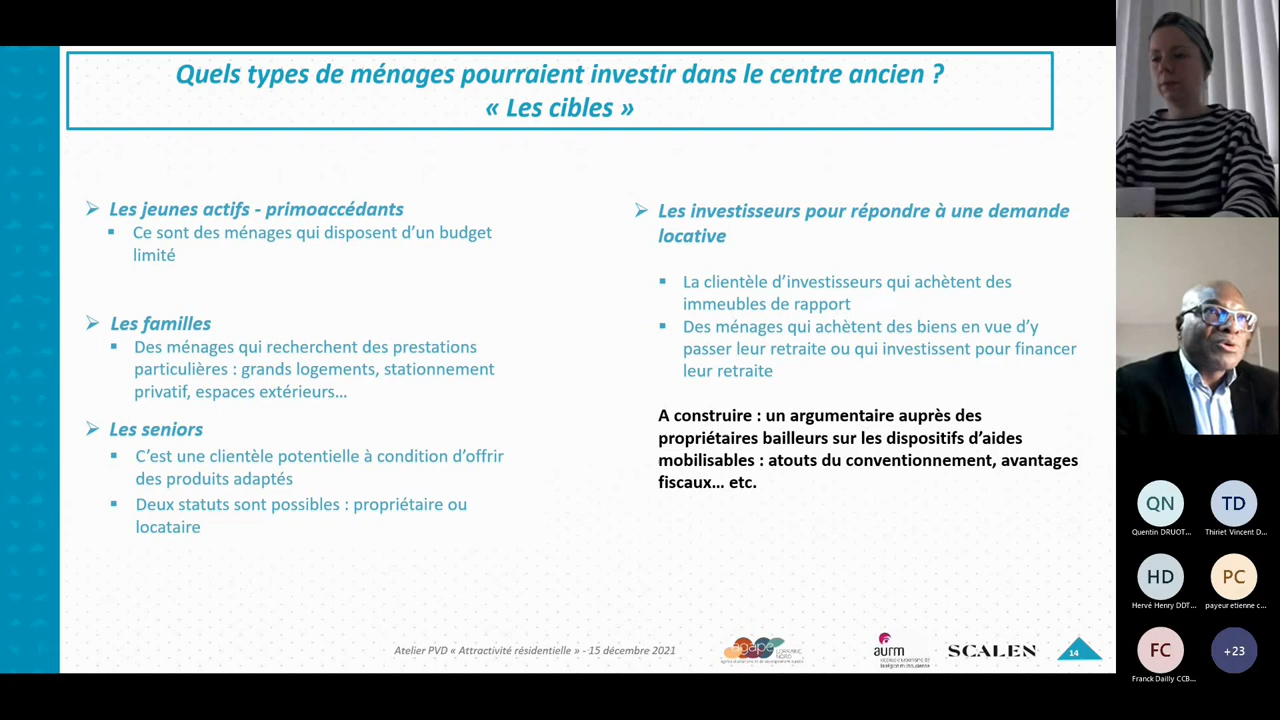 Quels types de ménages pourraient investir dans le centre ancien ?
« Les cibles »
Les jeunes actifs - primoaccédants
Ce sont des ménages qui disposent d'un budget
limité
Les familles
Des ménages qui recherchent des prestations
particulières : grands logements, stationnement
privatif, espaces extérieurs...
Les seniors
C'est une clientèle potentielle à condition d'offrir
des produits adaptés
Deux statuts sont possibles : propriétaire ou
locataire
Les investisseurs pour répondre à une demande
locative
La clientèle d'investisseurs qui achètent des
immeubles de rapport
Des ménages qui achètent des biens en vue d'y
passer leur retraite ou qui investissent pour financer
leur retraite
A construire : un argumentaire auprès des
propriétaires bailleurs sur les dispositifs d'aides
mobilisables : atouts du conventionnement, avantages
fiscaux... etc.
Atelier PVD « Attractivité résidentielle » - 15 décembre 2021
agape
LORRAINE
NORD
aurm
SCALEN
14
QN
Quentin DRUOT...
TD
Thiriet Vincent D...
HD
Hervé Henry DDT...
PC
payeur etienne c...
FC
Franck Dailly CCB...
+23